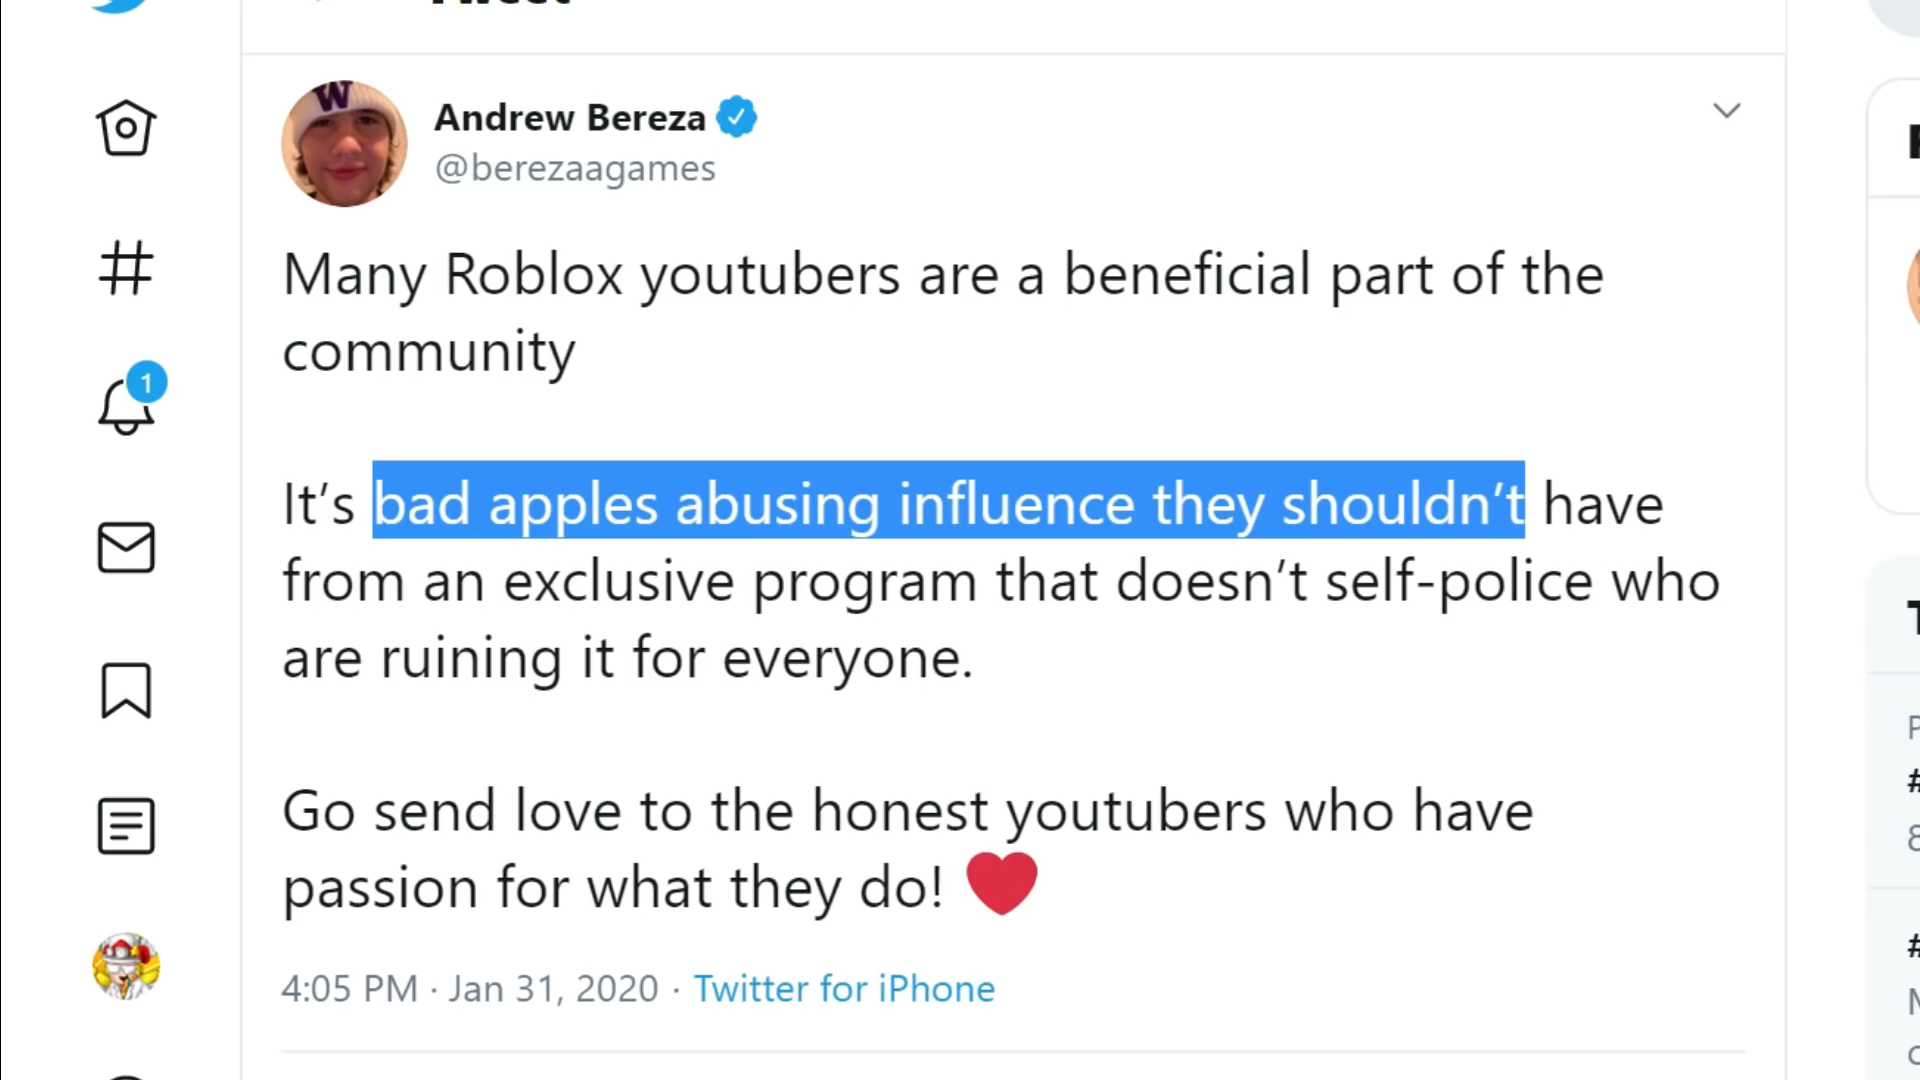 Tweet
Andrew Bereza
@berezaagames
Many Roblox youtubers are a beneficial part of the
community
It’s bad apples abusing influence they shouldn’t have
from an exclusive program that doesn’t self-police who
are ruining it for everyone.
Go send love to the honest youtubers who have
passion for what they do! ❤
4:05 PM · Jan 31, 2020 · Twitter for iPhone
1
W